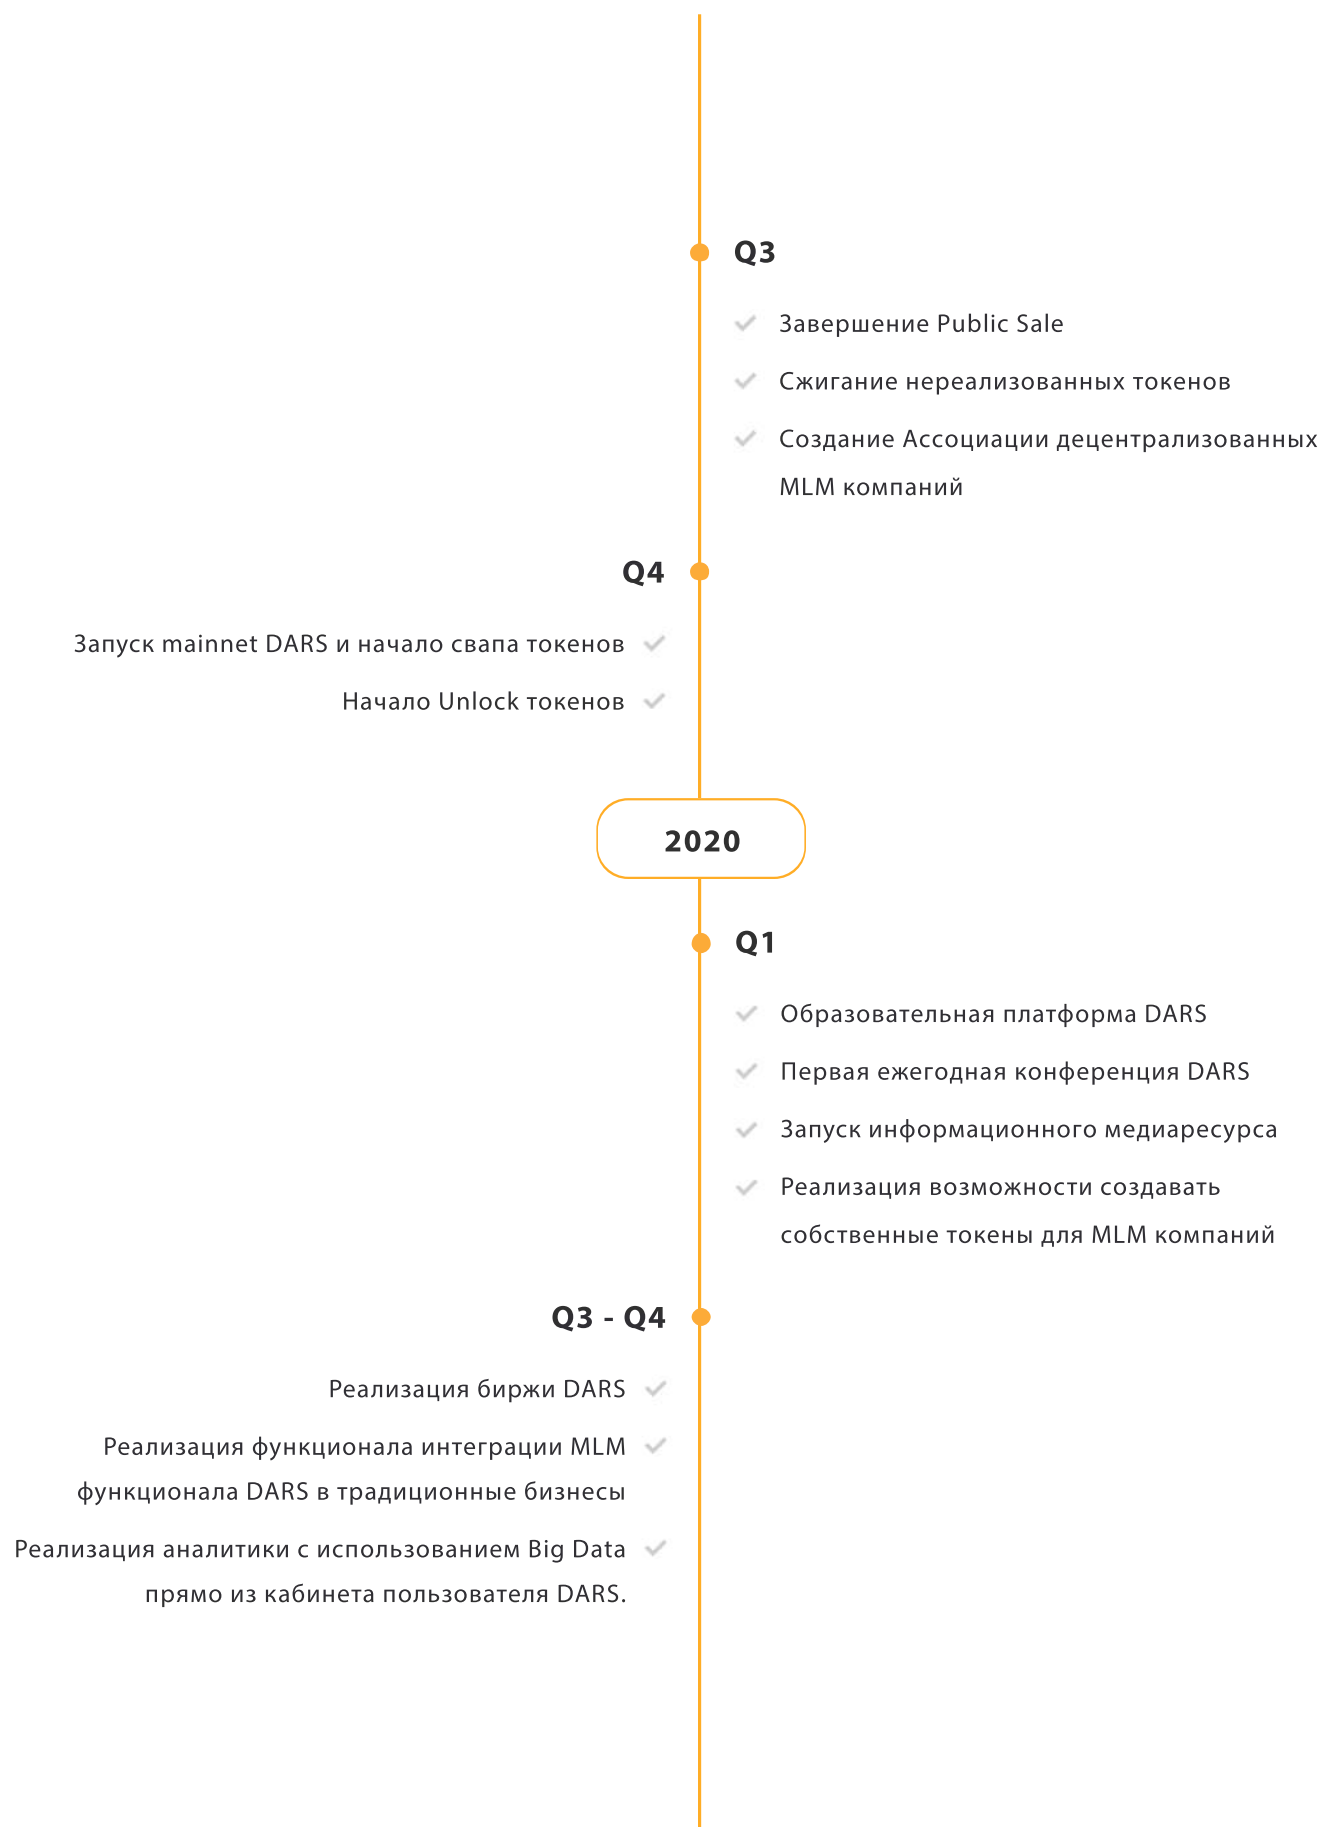 Q3
Завершение Public Sale
Сжигание нереализованных токенов
Создание Ассоциации децентрализованных
MLM компаний
Q4
Запуск mainnet DARS и начало свапа токенов
Начало Unlock токенов
2020
Q1
Образовательная платформа DARS
Первая ежегодная конференция DARS
Запуск информационного медиаресурса
Реализация возможности создавать
собственные токены для MLM компаний
Q3 - Q4
Реализация биржи DARS
Реализация функционала интеграции MLM
функционала DARS в традиционные бизнесы
Реализация аналитики с использованием Big Data
прямо из кабинета пользователя DARS.